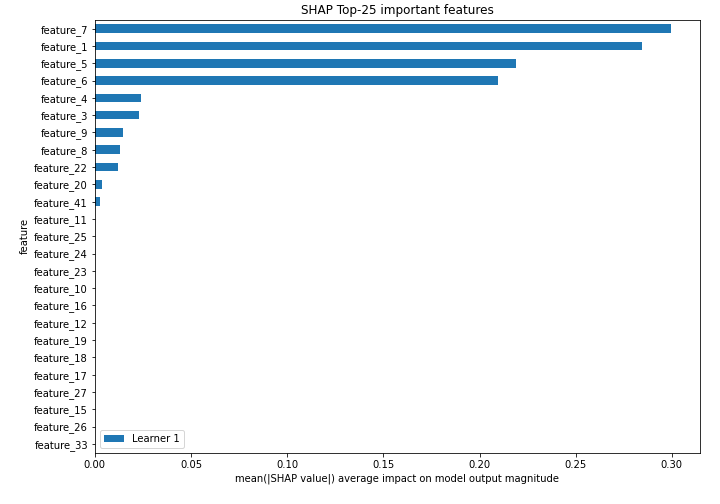 SHAP Top-25 important features
feature_7
feature_1
feature_5
feature_6
feature_4
feature_3
feature_9
feature_8
feature_22
feature_20
feature_41
feature_11
feature_25
feature_24
feature_23
feature_10
feature_16
feature_12
feature_19
feature_18
feature_17
feature_27
feature_15
feature_26
feature_33
feature
Learner 1
0.00 0.05 0.10 0.15 0.20 0.25 0.30
mean(|SHAP value|) average impact on model output magnitude